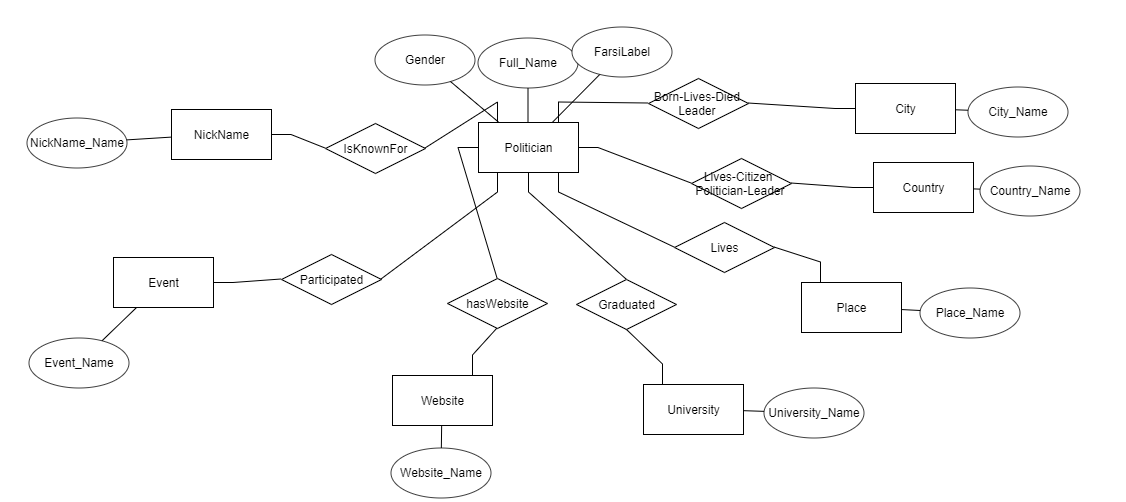 Gender
Full_Name
FarsiLabel
Born-Lives-Died
Leader
City
City_Name
NickName_Name
NickName
IsKnownFor
Politician
Lives-Citizen
Politician-Leader
Country
Country_Name
Lives
Event
Participated
hasWebsite
Graduated
Place
Place_Name
Event_Name
Website
University
University_Name
Website_Name